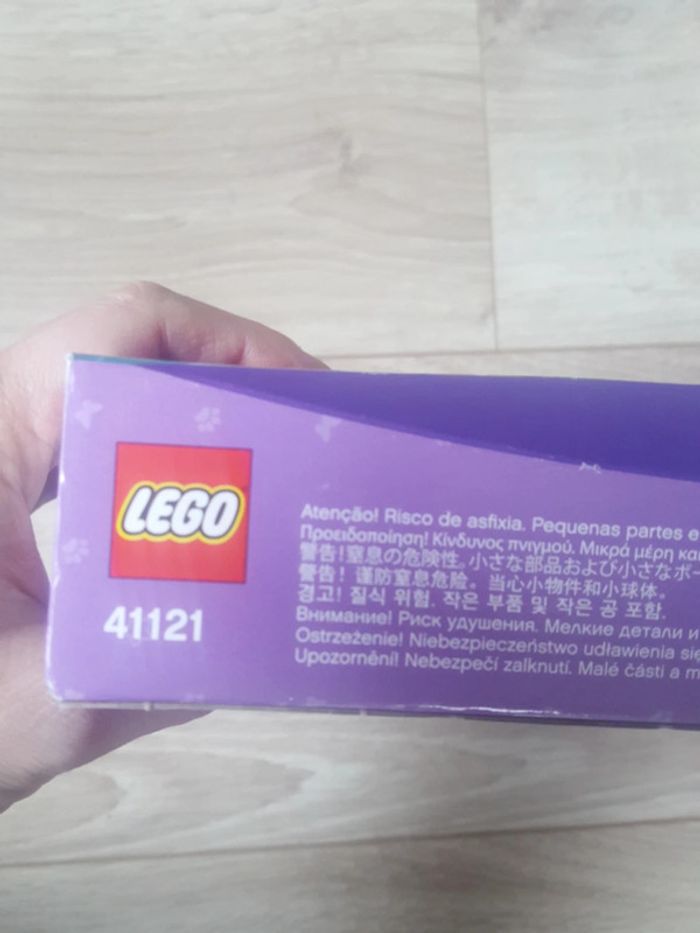 LEGO
41121
Atenção! Risco de asfixia. Pequenas partes e
Προειδοποίηση! Κίνδυνος πνιγμού. Μικρά μέρη και
警告!窒息の危険性。小さな部品および小さなボー
警告！谨防窒息危险。当心小物件和小球体。
경고! 질식 위험. 작은 부품 및 작은 공 포함.
Внимание! Риск удушения. Мелкие детали и
Ostrzeżenie! Niebezpieczeństwo udławienia się
Upozornění! Nebezpečí zalknutí. Malé části a m